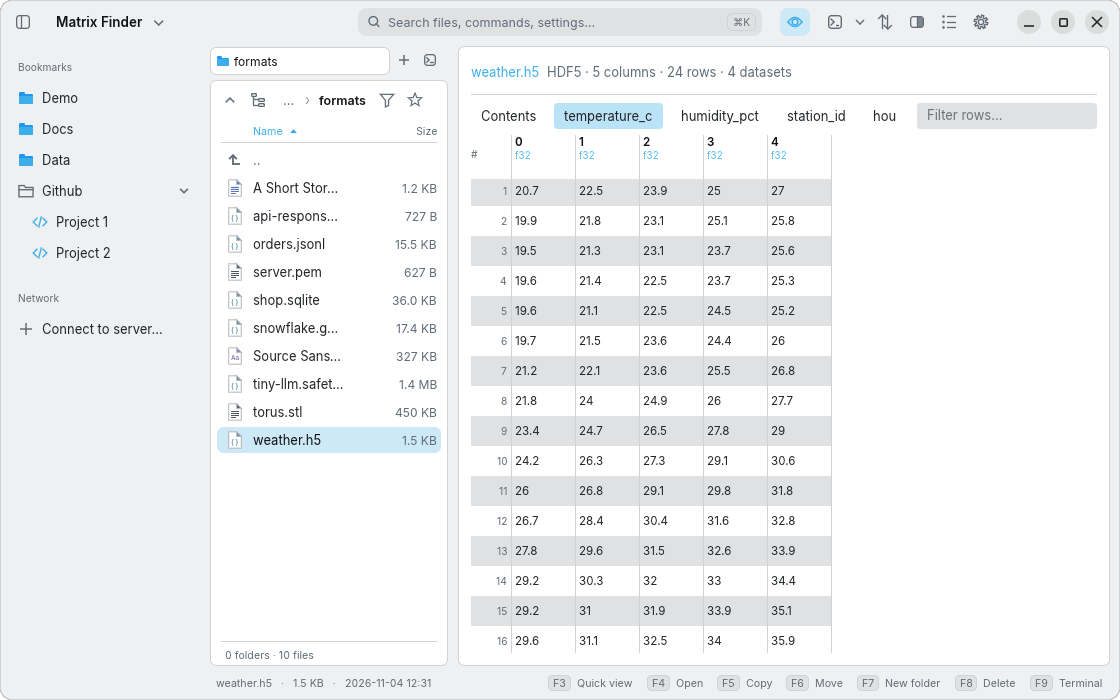 Matrix Finder
Search files, commands, settings...
⌘K
Bookmarks
Demo
Docs
Data
Github
Project 1
Project 2
Network
Connect to server...
formats
... › formats
Name Size
..
A Short Stor... 1.2 KB
api-respons... 727 B
orders.jsonl 15.5 KB
server.pem 627 B
shop.sqlite 36.0 KB
snowflake.g... 17.4 KB
Source Sans... 327 KB
tiny-llm.safet... 1.4 MB
torus.stl 450 KB
weather.h5 1.5 KB
0 folders · 10 files
weather.h5 HDF5 · 5 columns · 24 rows · 4 datasets
Contents temperature_c humidity_pct station_id hou Filter rows...
# 0 1 2 3 4
f32 f32 f32 f32 f32
1 20.7 22.5 23.9 25 27
2 19.9 21.8 23.1 25.1 25.8
3 19.5 21.3 23.1 23.7 25.6
4 19.6 21.4 22.5 23.7 25.3
5 19.6 21.1 22.5 24.5 25.2
6 19.7 21.5 23.6 24.4 26
7 21.2 22.1 23.6 25.5 26.8
8 21.8 24 24.9 26 27.7
9 23.4 24.7 26.5 27.8 29
10 24.2 26.3 27.3 29.1 30.6
11 26 26.8 29.1 29.8 31.8
12 26.7 28.4 30.4 31.6 32.8
13 27.8 29.6 31.5 32.6 33.9
14 29.2 30.3 32 33 34.4
15 29.2 31 31.9 33.9 35.1
16 29.6 31.1 32.5 34 35.9
weather.h5 · 1.5 KB · 2026-11-04 12:31
F3 Quick view F4 Open F5 Copy F6 Move F7 New folder F8 Delete F9 Terminal